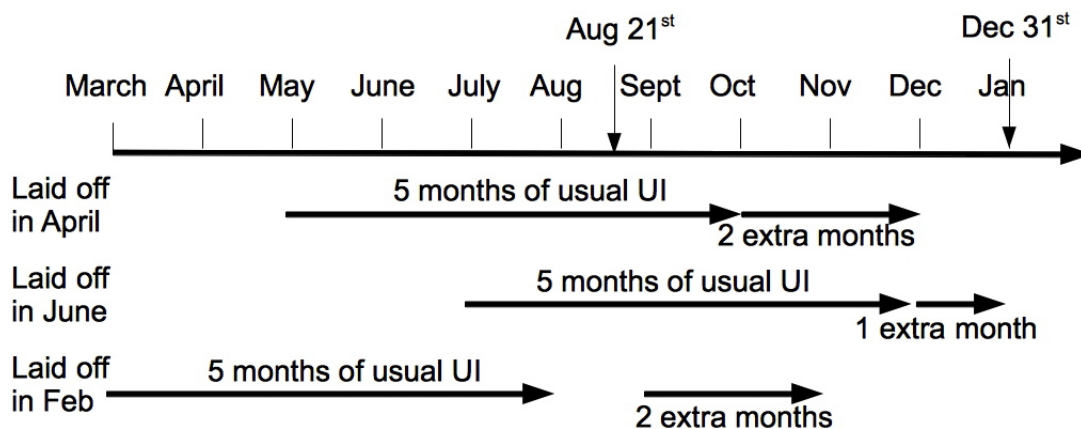 Aug 21st Dec 31st
March April May June July Aug Sept Oct Nov Dec Jan
Laid off
in April
5 months of usual UI
2 extra months
Laid off
in June
5 months of usual UI
1 extra month
Laid off
in Feb
5 months of usual UI
2 extra months